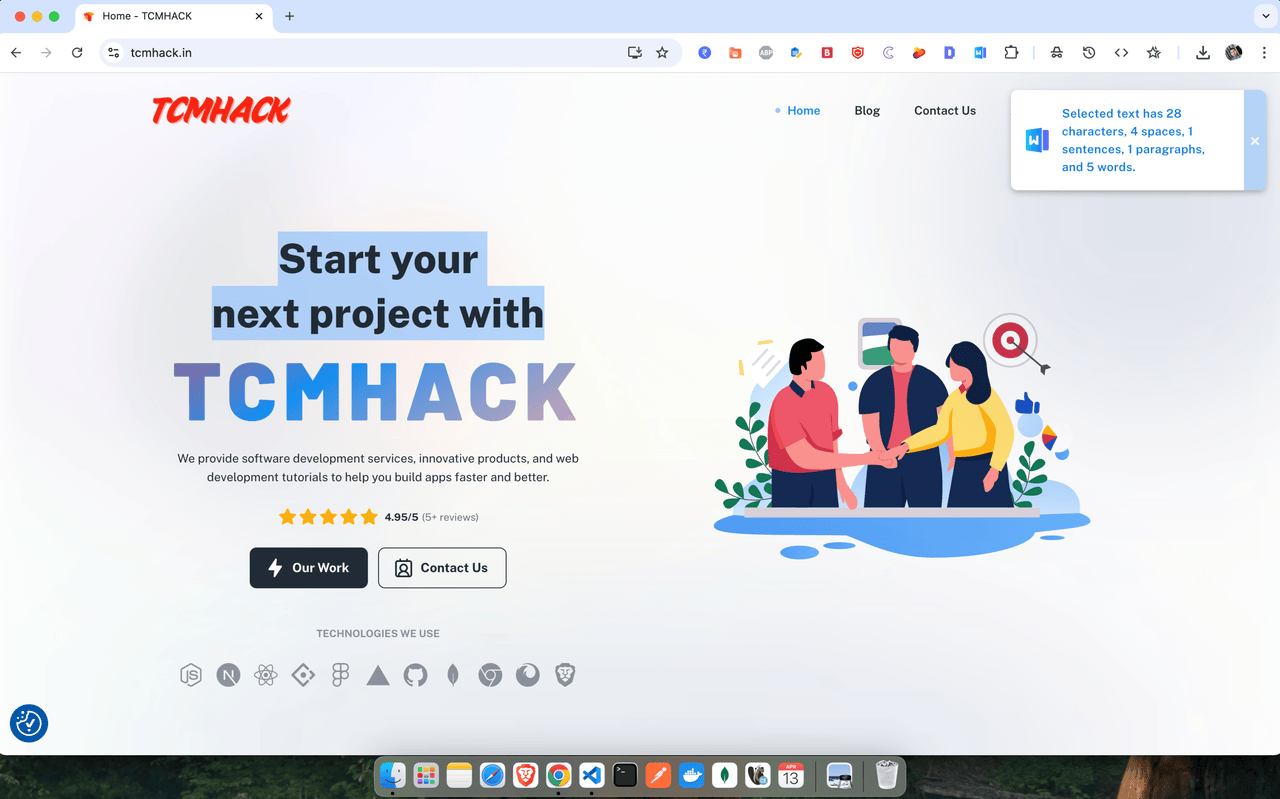 Home - TCMHACK
tcmhack.in
TCMHACK
Home
Blog
Contact Us
Selected text has 28
characters, 4 spaces, 1
sentences, 1 paragraphs,
and 5 words.
Start your
next project with
TCMHACK
We provide software development services, innovative products, and web
development tutorials to help you build apps faster and better.
4.95/5 (5+ reviews)
Our Work
Contact Us
TECHNOLOGIES WE USE
APR
13